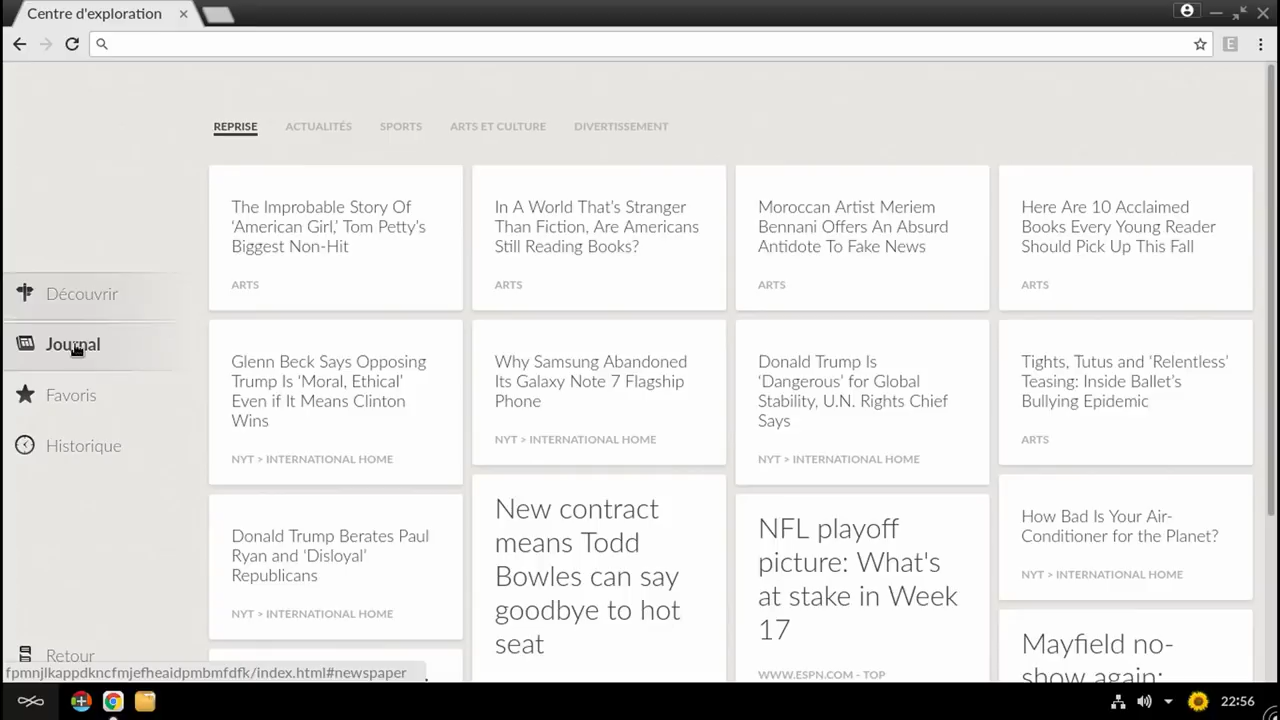 Centre d'exploration
E
REPRISE
ACTUALITÉS
SPORTS
ARTS ET CULTURE
DIVERTISSEMENT
Découvrir
Journal
Favoris
Historique
Retour
The Improbable Story Of
‘American Girl,’ Tom Petty’s
Biggest Non-Hit
ARTS
In A World That’s Stranger
Than Fiction, Are Americans
Still Reading Books?
ARTS
Moroccan Artist Meriem
Bennani Offers An Absurd
Antidote To Fake News
ARTS
Here Are 10 Acclaimed
Books Every Young Reader
Should Pick Up This Fall
ARTS
Glenn Beck Says Opposing
Trump Is ‘Moral, Ethical’
Even if It Means Clinton
Wins
NYT > INTERNATIONAL HOME
Why Samsung Abandoned
Its Galaxy Note 7 Flagship
Phone
NYT > INTERNATIONAL HOME
Donald Trump Is
‘Dangerous’ for Global
Stability, U.N. Rights Chief
Says
NYT > INTERNATIONAL HOME
Tights, Tutus and ‘Relentless’
Teasing: Inside Ballet’s
Bullying Epidemic
ARTS
Donald Trump Berates Paul
Ryan and ‘Disloyal’
Republicans
NYT > INTERNATIONAL HOME
New contract
means Todd
Bowles can say
goodbye to hot
seat
NFL playoff
picture: What's
at stake in Week
17
WWW.ESPN.COM - TOP
How Bad Is Your Air-
Conditioner for the Planet?
NYT > INTERNATIONAL HOME
Mayfield no-
show again:
fpmnjlkappdkncfmjefheaidpmbmfdfk/index.html#newspaper
22:56